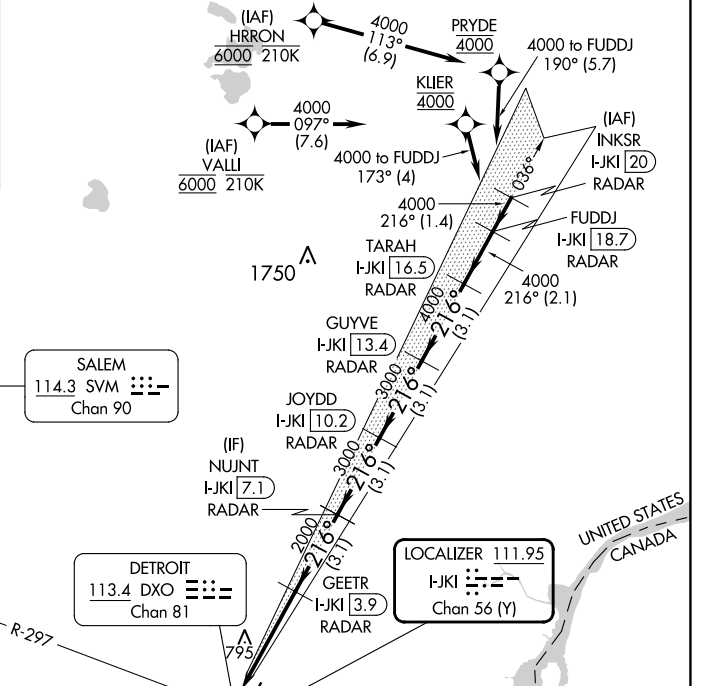 (IAF)
HRRON
6000 210K
4000
113°
(6.9)
PRYDE
4000
4000 to FUDDJ
190° (5.7)
KLIER
4000
4000
097°
(7.6)
(IAF)
VALLI
6000 210K
4000 to FUDDJ
173° (4)
(IAF)
INKSR
I-JKI 20
RADAR
036°
4000
216° (1.4)
FUDDJ
I-JKI 18.7
RADAR
TARAH
I-JKI 16.5
RADAR
4000
216° (2.1)
1750
4000
216°
(3.1)
GUYVE
I-JKI 13.4
RADAR
3000
216°
(3.1)
SALEM
114.3 SVM
Chan 90
JOYDD
I-JKI 10.2
RADAR
3000
216°
(3.1)
(IF)
NUJNT
I-JKI 7.1
RADAR
2000
216°
(3.1)
UNITED STATES
CANADA
DETROIT
113.4 DXO
Chan 81
LOCALIZER 111.95
I-JKI
Chan 56 (Y)
GEETR
I-JKI 3.9
RADAR
R-297
795